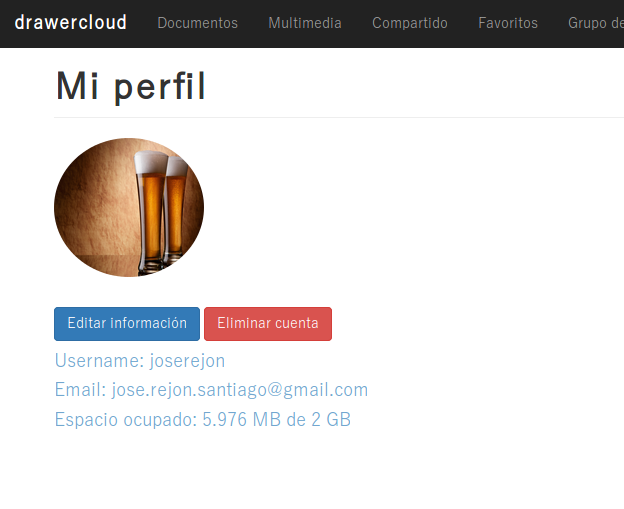 drawercloud Documentos Multimedia Compartido Favoritos Grupo de
Mi perfil
Editar información Eliminar cuenta
Username: joserejon
Email: jose.rejon.santiago@gmail.com
Espacio ocupado: 5.976 MB de 2 GB